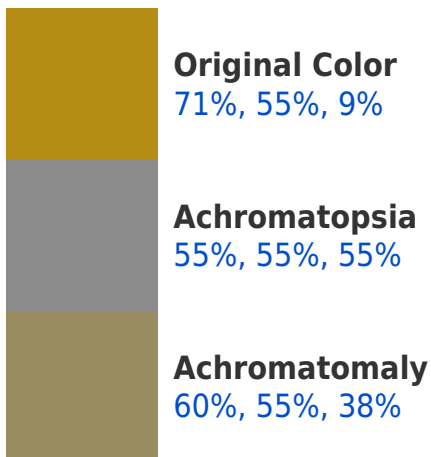 Original Color
71%, 55%, 9%
Achromatopsia
55%, 55%, 55%
Achromatomaly
60%, 55%, 38%